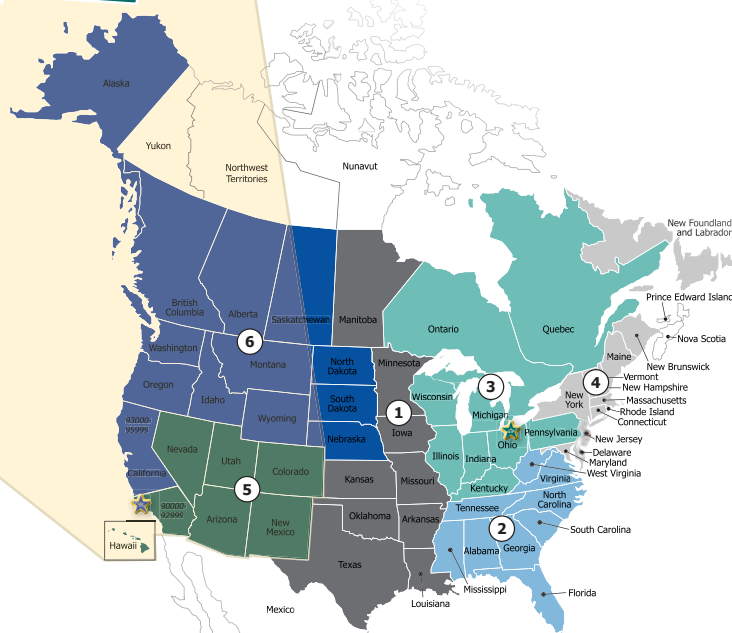 Alaska
Yukon
Northwest
Territories
Nunavut
New Foundland
and Labrador
British
Columbia
Alberta
Saskatchewan
Manitoba
Ontario
Quebec
Prince Edward Island
Nova Scotia
New Brunswick
Maine
Vermont
New Hampshire
Massachusetts
Rhode Island
Connecticut
6
Washington
Montana
North
Dakota
Minnesota
Oregon
Idaho
Wyoming
South
Dakota
Wisconsin
3
Michigan
4
New
York
1
93000-
95999
Nebraska
Iowa
Ohio
Pennsylvania
New Jersey
Delaware
Maryland
West Virginia
Nevada
Utah
Colorado
Illinois
Indiana
California
Kansas
Missouri
Kentucky
Virginia
5
90000-
92999
Arizona
New
Mexico
Oklahoma
Arkansas
Tennessee
North
Carolina
2
South Carolina
Hawaii
Texas
Alabama
Georgia
Mississippi
Louisiana
Florida
Mexico